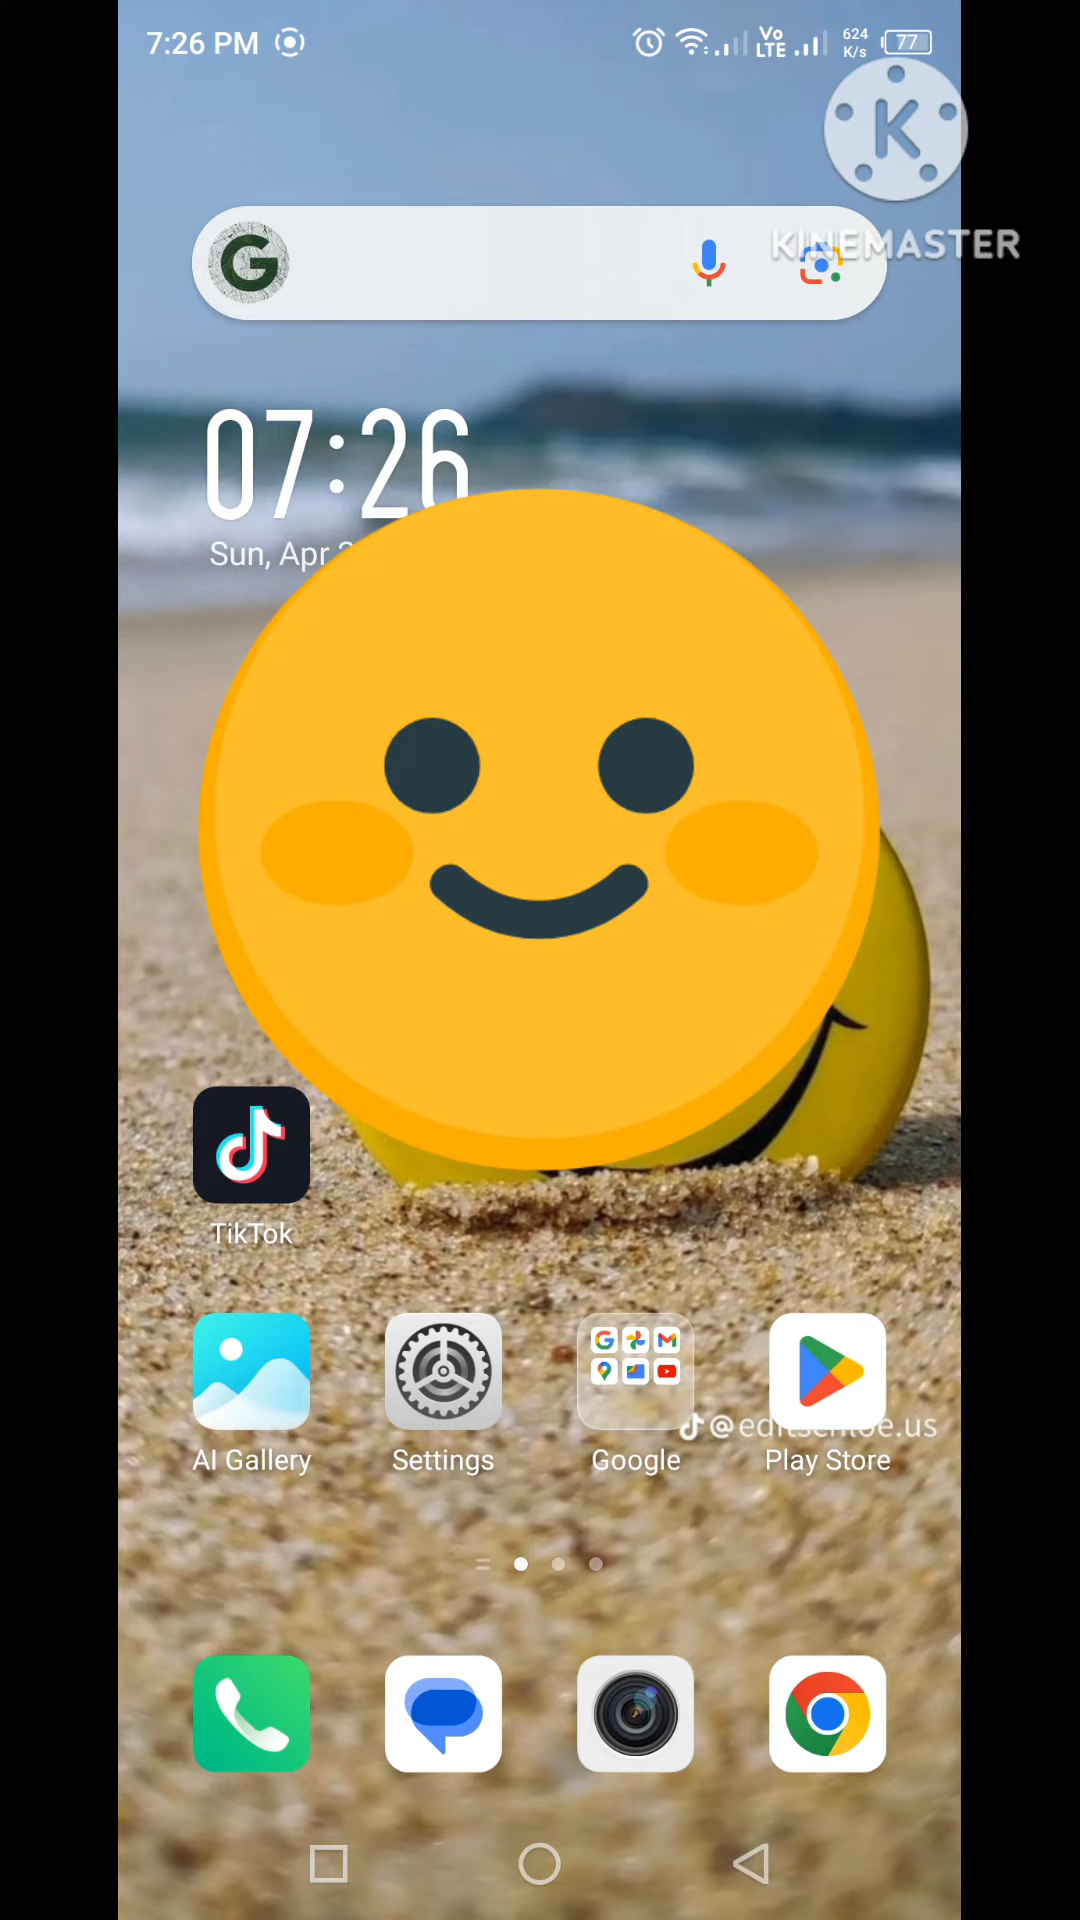 7:26 PM
Vo
LTE
624
K/s
77
K
KINEMASTER
G
07:26
Sun, Apr
TikTok
@editschloe.us
AI Gallery
Settings
Google
Play Store